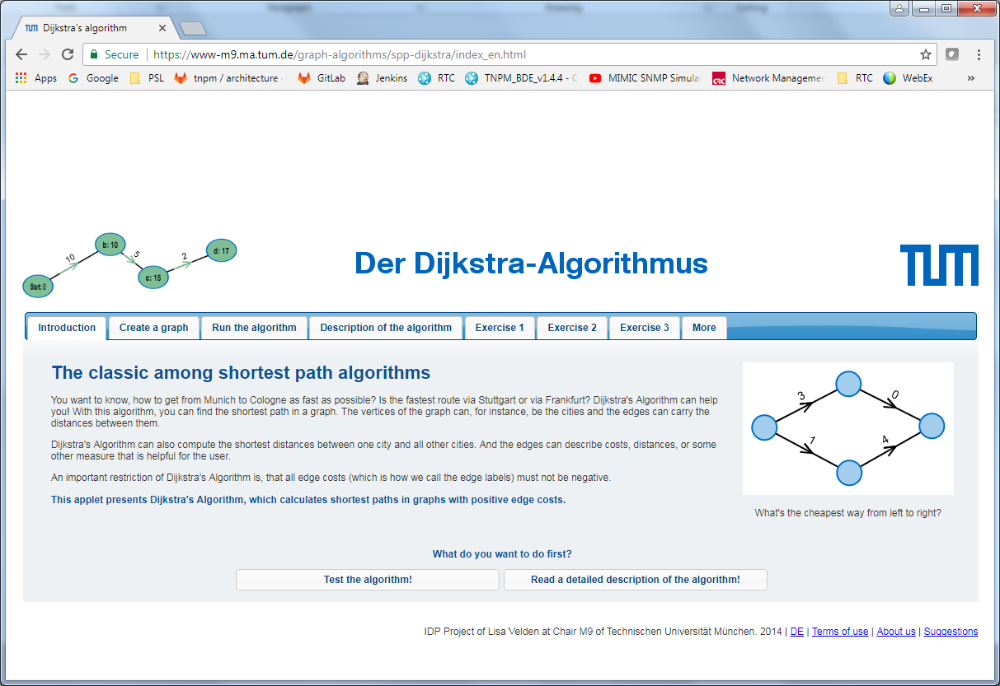 Dijkstra's algorithm
Secure https://www-m9.ma.tum.de/graph-algorithms/spp-dijkstra/index_en.html
Apps Google PSL tnpm / architecture · GitLab Jenkins RTC TNPM_BDE_v1.4.4 - MIMIC SNMP Simula Network Managemen RTC WebEx »
Start: 0
10
b: 10
5
c: 15
2
d: 17
Der Dijkstra-Algorithmus
TUM
Introduction Create a graph Run the algorithm Description of the algorithm Exercise 1 Exercise 2 Exercise 3 More
The classic among shortest path algorithms
You want to know, how to get from Munich to Cologne as fast as possible? Is the fastest route via Stuttgart or via Frankfurt? Dijkstra's Algorithm can help
you! With this algorithm, you can find the shortest path in a graph. The vertices of the graph can, for instance, be the cities and the edges can carry the
distances between them.
Dijkstra's Algorithm can also compute the shortest distances between one city and all other cities. And the edges can describe costs, distances, or some
other measure that is helpful for the user.
An important restriction of Dijkstra's Algorithm is, that all edge costs (which is how we call the edge labels) must not be negative.
This applet presents Dijkstra's Algorithm, which calculates shortest paths in graphs with positive edge costs.
3
0
1
4
What's the cheapest way from left to right?
What do you want to do first?
Test the algorithm! Read a detailed description of the algorithm!
IDP Project of Lisa Velden at Chair M9 of Technischen Universität München. 2014 | DE | Terms of use | About us | Suggestions